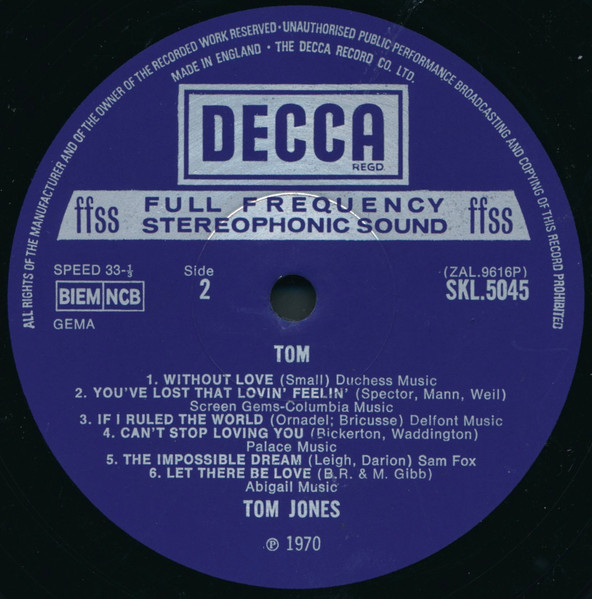 ALL RIGHTS OF THE MANUFACTURER AND OF THE OWNER OF THE RECORDED WORK RESERVED · UNAUTHORISED PUBLIC PERFORMANCE BROADCASTING AND COPYING OF THIS RECORD PROHIBITED
MADE IN ENGLAND · THE DECCA RECORD CO. LTD.
DECCA
REGD.
ffss FULL FREQUENCY ffss
STEREOPHONIC SOUND
SPEED 33-⅓ Side (ZAL.9616P)
BIEM NCB 2 SKL.5045
GEMA
TOM
1. WITHOUT LOVE (Small) Duchess Music
2. YOU'VE LOST THAT LOVIN' FEELIN' (Spector, Mann, Weil)
Screen Gems-Columbia Music
3. IF I RULED THE WORLD (Ornadel; Bricusse) Delfont Music
4. CAN'T STOP LOVING YOU (Bickerton, Waddington)
Palace Music
5. THE IMPOSSIBLE DREAM (Leigh, Darion) Sam Fox
6. LET THERE BE LOVE (B.R. & M. Gibb)
Abigail Music
TOM JONES
℗ 1970